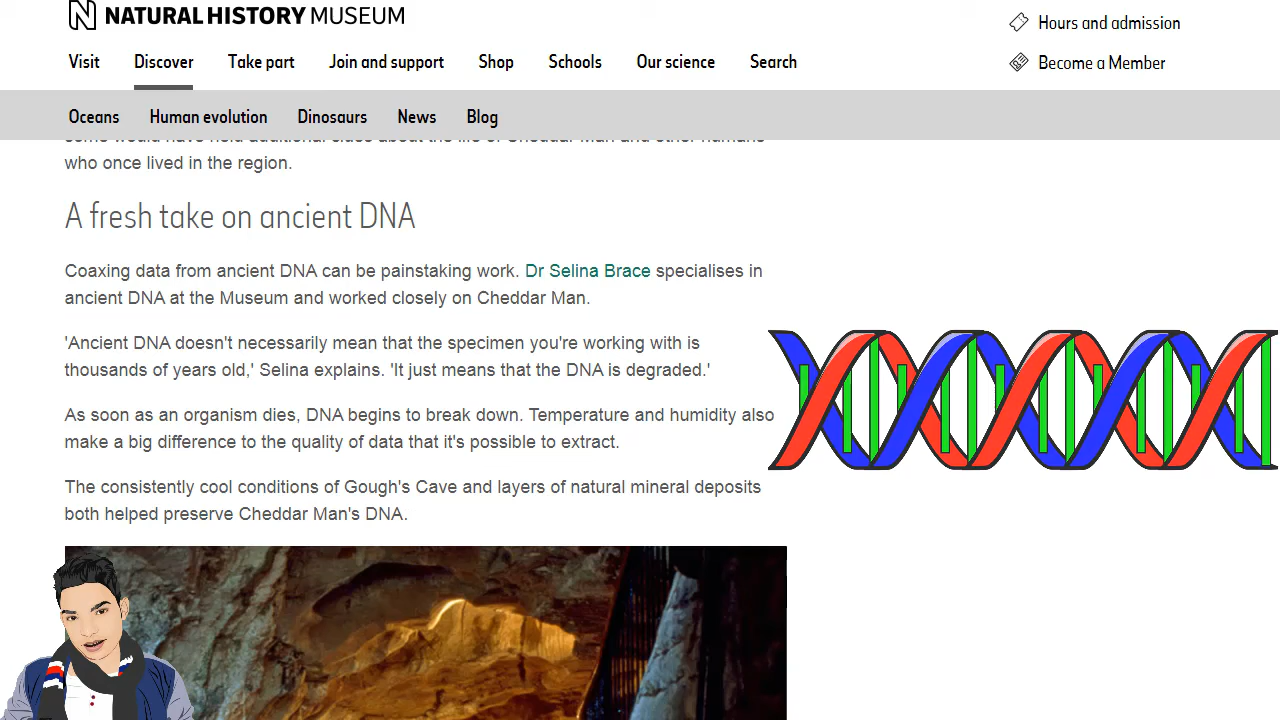 NATURAL HISTORY MUSEUM
Hours and admission
Visit Discover Take part Join and support Shop Schools Our science Search
Become a Member
Oceans Human evolution Dinosaurs News Blog
who once lived in the region.
A fresh take on ancient DNA
Coaxing data from ancient DNA can be painstaking work. Dr Selina Brace specialises in
ancient DNA at the Museum and worked closely on Cheddar Man.
'Ancient DNA doesn't necessarily mean that the specimen you're working with is
thousands of years old,' Selina explains. 'It just means that the DNA is degraded.'
As soon as an organism dies, DNA begins to break down. Temperature and humidity also
make a big difference to the quality of data that it's possible to extract.
The consistently cool conditions of Gough's Cave and layers of natural mineral deposits
both helped preserve Cheddar Man's DNA.